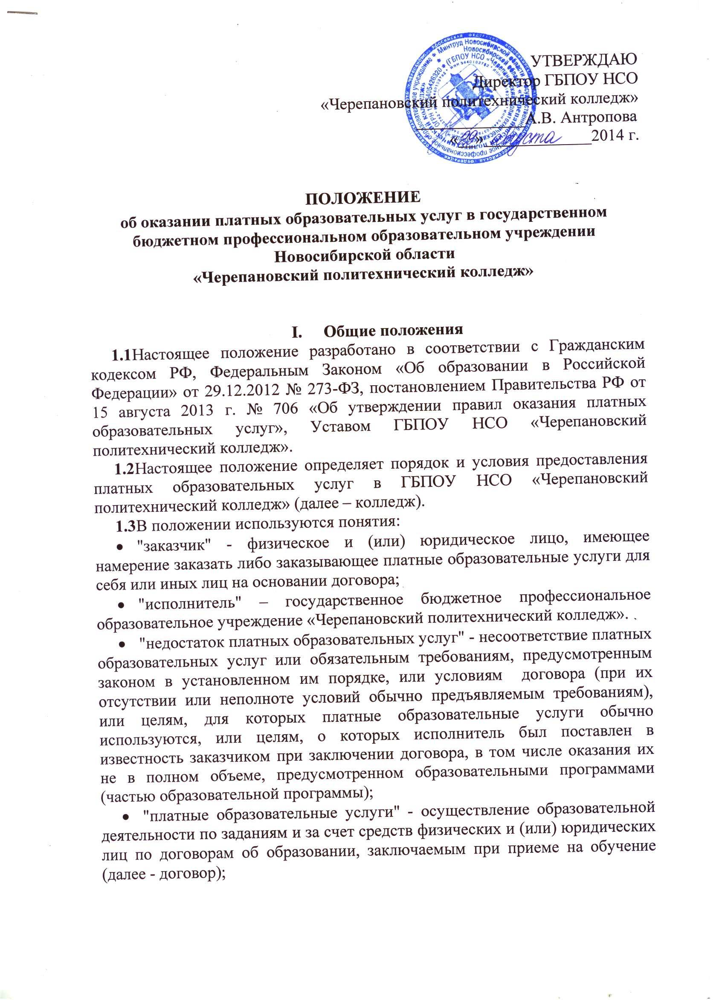 УТВЕРЖДАЮ
Директор ГБПОУ НСО
«Черепановский политехнический колледж»
А.В. Антропова
« » 2014 г.
ПОЛОЖЕНИЕ
об оказании платных образовательных услуг в государственном
бюджетном профессиональном образовательном учреждении
Новосибирской области
«Черепановский политехнический колледж»
I. Общие положения
1.1Настоящее положение разработано в соответствии с Гражданским
кодексом РФ, Федеральным Законом «Об образовании в Российской
Федерации» от 29.12.2012 № 273-ФЗ, постановлением Правительства РФ от
15 августа 2013 г. № 706 «Об утверждении правил оказания платных
образовательных услуг», Уставом ГБПОУ НСО «Черепановский
политехнический колледж».
1.2Настоящее положение определяет порядок и условия предоставления
платных образовательных услуг в ГБПОУ НСО «Черепановский
политехнический колледж» (далее – колледж).
1.3В положении используются понятия:
• "заказчик" - физическое и (или) юридическое лицо, имеющее
намерение заказать либо заказывающее платные образовательные услуги для
себя или иных лиц на основании договора;
• "исполнитель" – государственное бюджетное профессиональное
образовательное учреждение «Черепановский политехнический колледж».
• "недостаток платных образовательных услуг" - несоответствие платных
образовательных услуг или обязательным требованиям, предусмотренным
законом в установленном им порядке, или условиям договора (при их
отсутствии или неполноте условий обычно предъявляемым требованиям),
или целям, для которых платные образовательные услуги обычно
используются, или целям, о которых исполнитель был поставлен в
известность заказчиком при заключении договора, в том числе оказания их
не в полном объеме, предусмотренном образовательными программами
(частью образовательной программы);
• "платные образовательные услуги" - осуществление образовательной
деятельности по заданиям и за счет средств физических и (или) юридических
лиц по договорам об образовании, заключаемым при приеме на обучение
(далее - договор);